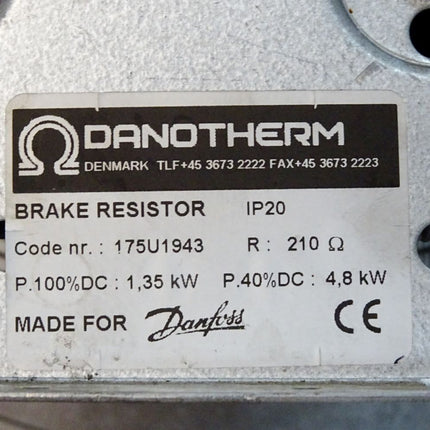 Ω DANOTHERM
DENMARK TLF+45 3673 2222 FAX+45 3673 2223
BRAKE RESISTOR IP20
Code nr.: 175U1943 R: 210 Ω
P.100%DC: 1,35 kW P.40%DC: 4,8 kW
MADE FOR Danfoss CE